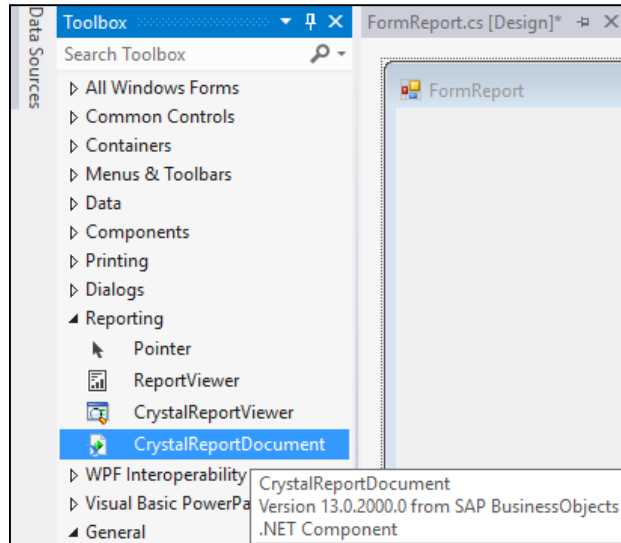 Data Sources
Toolbox
FormReport.cs [Design]*
Search Toolbox
FormReport
All Windows Forms
Common Controls
Containers
Menus & Toolbars
Data
Components
Printing
Dialogs
Reporting
Pointer
ReportViewer
CrystalReportViewer
CrystalReportDocument
WPF Interoperability
Visual Basic PowerPa
General
CrystalReportDocument
Version 13.0.2000.0 from SAP BusinessObjects
.NET Component